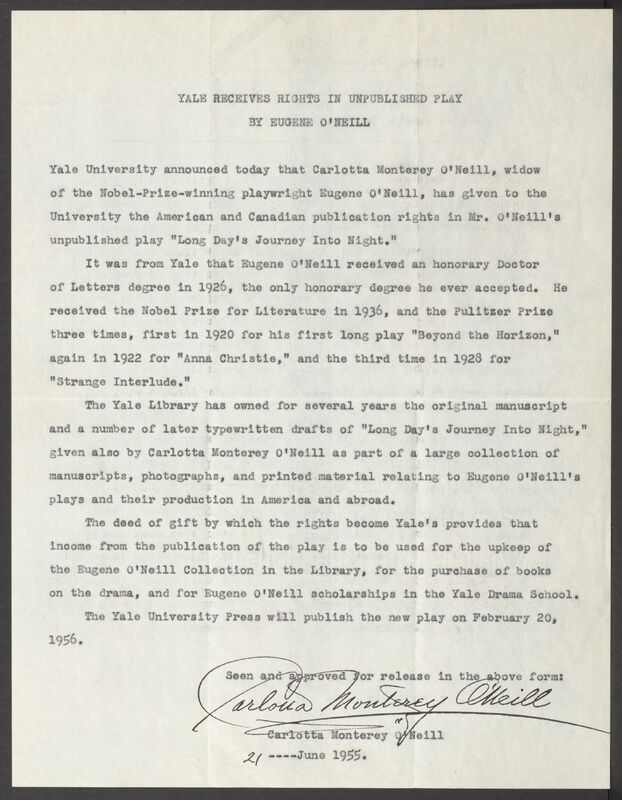 YALE RECEIVES RIGHTS IN UNPUBLISHED PLAY
BY EUGENE O'NEILL
Yale University announced today that Carlotta Monterey O'Neill, widow
of the Nobel-Prize-winning playwright Eugene O'Neill, has given to the
University the American and Canadian publication rights in Mr. O'Neill's
unpublished play "Long Day's Journey Into Night."
It was from Yale that Eugene O'Neill received an honorary Doctor
of Letters degree in 1926, the only honorary degree he ever accepted. He
received the Nobel Prize for Literature in 1936, and the Pulitzer Prize
three times, first in 1920 for his first long play "Beyond the Horizon,"
again in 1922 for "Anna Christie," and the third time in 1928 for
"Strange Interlude."
The Yale Library has owned for several years the original manuscript
and a number of later typewritten drafts of "Long Day's Journey Into Night,"
given also by Carlotta Monterey O'Neill as part of a large collection of
manuscripts, photographs, and printed material relating to Eugene O'Neill's
plays and their production in America and abroad.
The deed of gift by which the rights become Yale's provides that
income from the publication of the play is to be used for the upkeep of
the Eugene O'Neill Collection in the Library, for the purchase of books
on the drama, and for Eugene O'Neill scholarships in the Yale Drama School.
The Yale University Press will publish the new play on February 20,
1956.
Seen and approved for release in the above form:
Carlotta Monterey O'Neill
Carlotta Monterey O'Neill
21 ----June 1955.